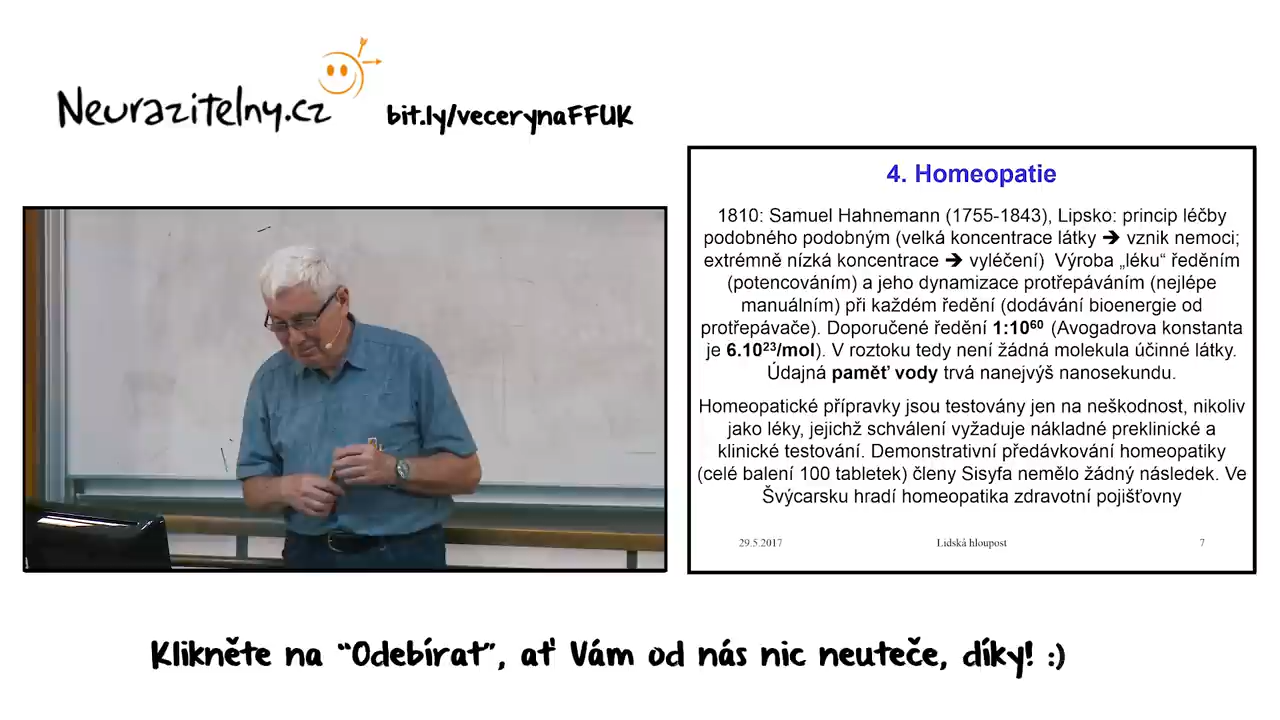 Neurazitelny.cz
bit.ly/vecerynaFFUK
4. Homeopatie
1810: Samuel Hahnemann (1755-1843), Lipsko: princip léčby
podobného podobným (velká koncentrace látky ➔ vznik nemoci;
extrémně nízká koncentrace ➔ vyléčení) Výroba „léku“ ředěním
(potencováním) a jeho dynamizace protřepáváním (nejlépe
manuálním) při každém ředění (dodávání bioenergie od
protřepávače). Doporučené ředění 1:10⁶⁰ (Avogadrova konstanta
je 6.10²³/mol). V roztoku tedy není žádná molekula účinné látky.
Údajná paměť vody trvá nanejvýš nanosekundu.
Homeopatické přípravky jsou testovány jen na neškodnost, nikoliv
jako léky, jejichž schválení vyžaduje nákladné preklinické a
klinické testování. Demonstrativní předávkování homeopatiky
(celé balení 100 tabletek) členy Sisyfa nemělo žádný následek. Ve
Švýcarsku hradí homeopatika zdravotní pojišťovny
29.5.2017 Lidská hloupost 7
Klikněte na “Odebírat”, ať Vám od nás nic neuteče, díky! :)